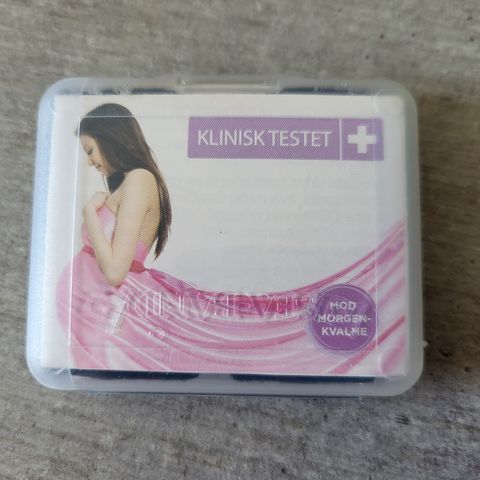 KLINISK TESTET
MOD
MORGEN-
KVALME